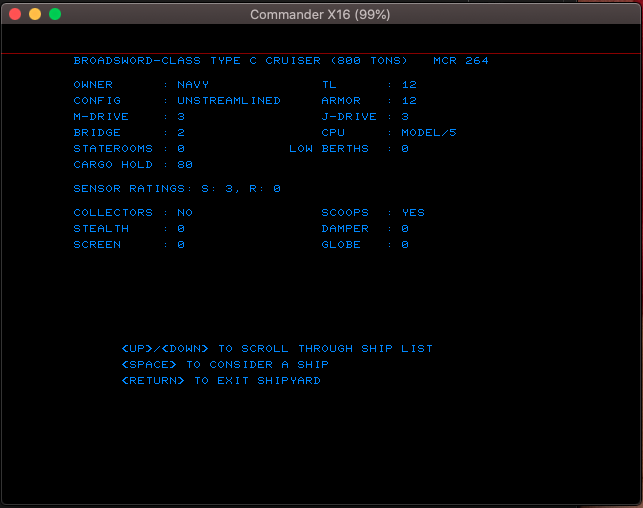 Commander X16 (99%)
BROADSWORD-CLASS TYPE C CRUISER (800 TONS) MCR 264
OWNER : NAVY TL : 12
CONFIG : UNSTREAMLINED ARMOR : 12
M-DRIVE : 3 J-DRIVE : 3
BRIDGE : 2 CPU : MODEL/5
STATEROOMS : 0 LOW BERTHS : 0
CARGO HOLD : 80
SENSOR RATINGS: S: 3, R: 0
COLLECTORS : NO SCOOPS : YES
STEALTH : 0 DAMPER : 0
SCREEN : 0 GLOBE : 0
<UP>/<DOWN> TO SCROLL THROUGH SHIP LIST
<SPACE> TO CONSIDER A SHIP
<RETURN> TO EXIT SHIPYARD